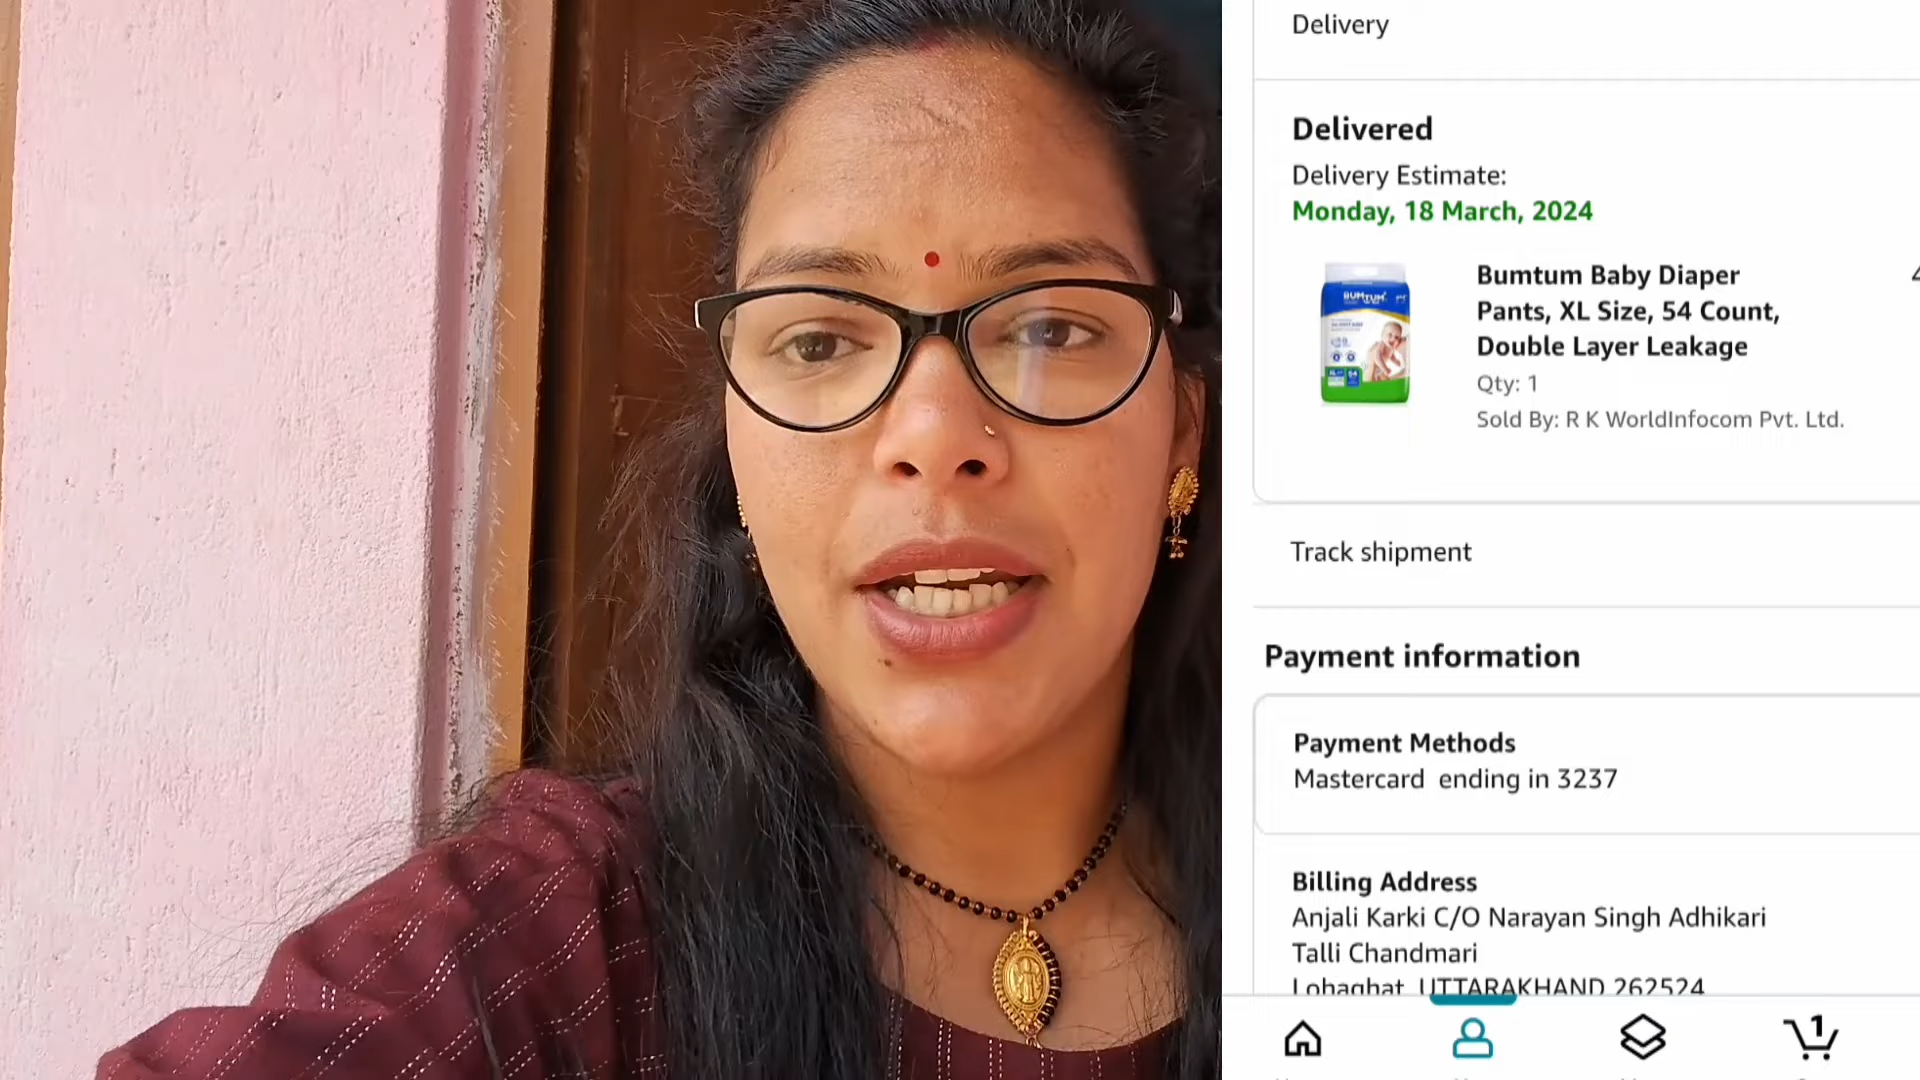 Delivery
Delivered
Delivery Estimate:
Monday, 18 March, 2024
BUMTUM
Bumtum Baby Diaper
Pants, XL Size, 54 Count,
Double Layer Leakage
Qty: 1
Sold By: R K WorldInfocom Pvt. Ltd.
Track shipment
Payment information
Payment Methods
Mastercard ending in 3237
Billing Address
Anjali Karki C/O Narayan Singh Adhikari
Talli Chandmari
Lohaghat, UTTARAKHAND 262524
1